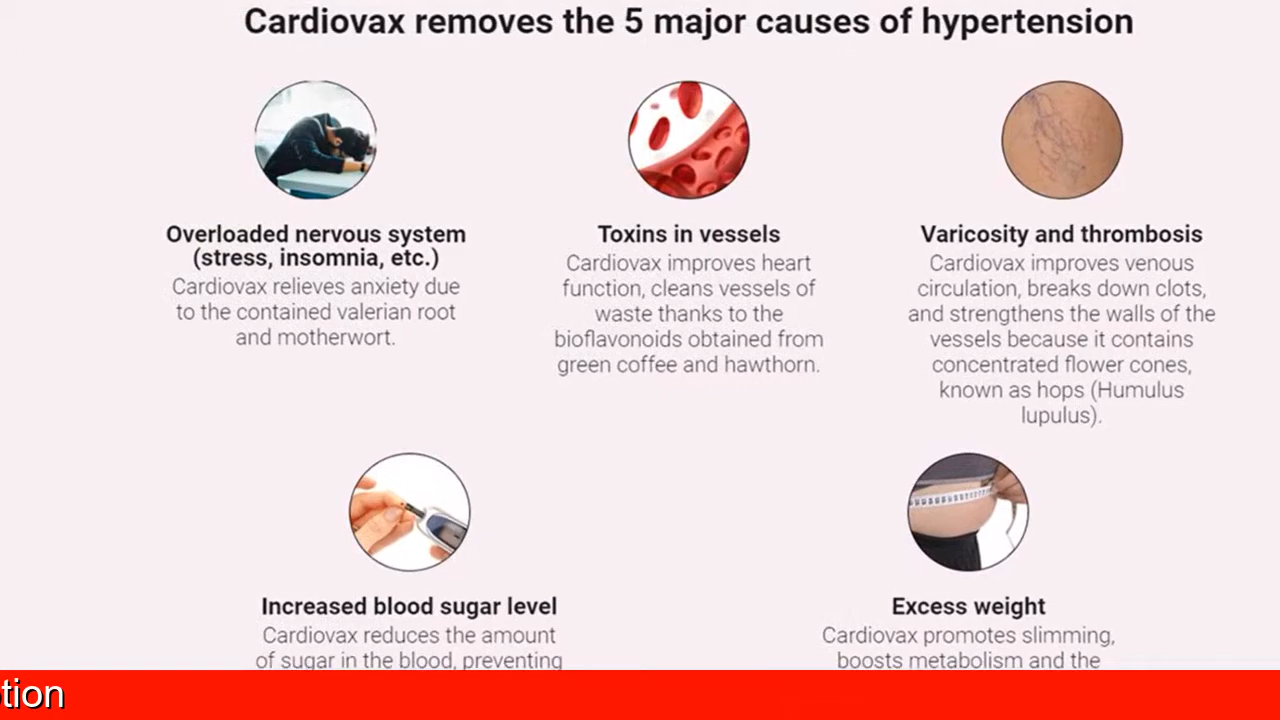 Cardiovax removes the 5 major causes of hypertension
Overloaded nervous system
(stress, insomnia, etc.)
Cardiovax relieves anxiety due
to the contained valerian root
and motherwort.
Toxins in vessels
Cardiovax improves heart
function, cleans vessels of
waste thanks to the
bioflavonoids obtained from
green coffee and hawthorn.
Varicosity and thrombosis
Cardiovax improves venous
circulation, breaks down clots,
and strengthens the walls of the
vessels because it contains
concentrated flower cones,
known as hops (Humulus
lupulus).
Increased blood sugar level
Cardiovax reduces the amount
of sugar in the blood, preventing
Excess weight
Cardiovax promotes slimming,
boosts metabolism and the